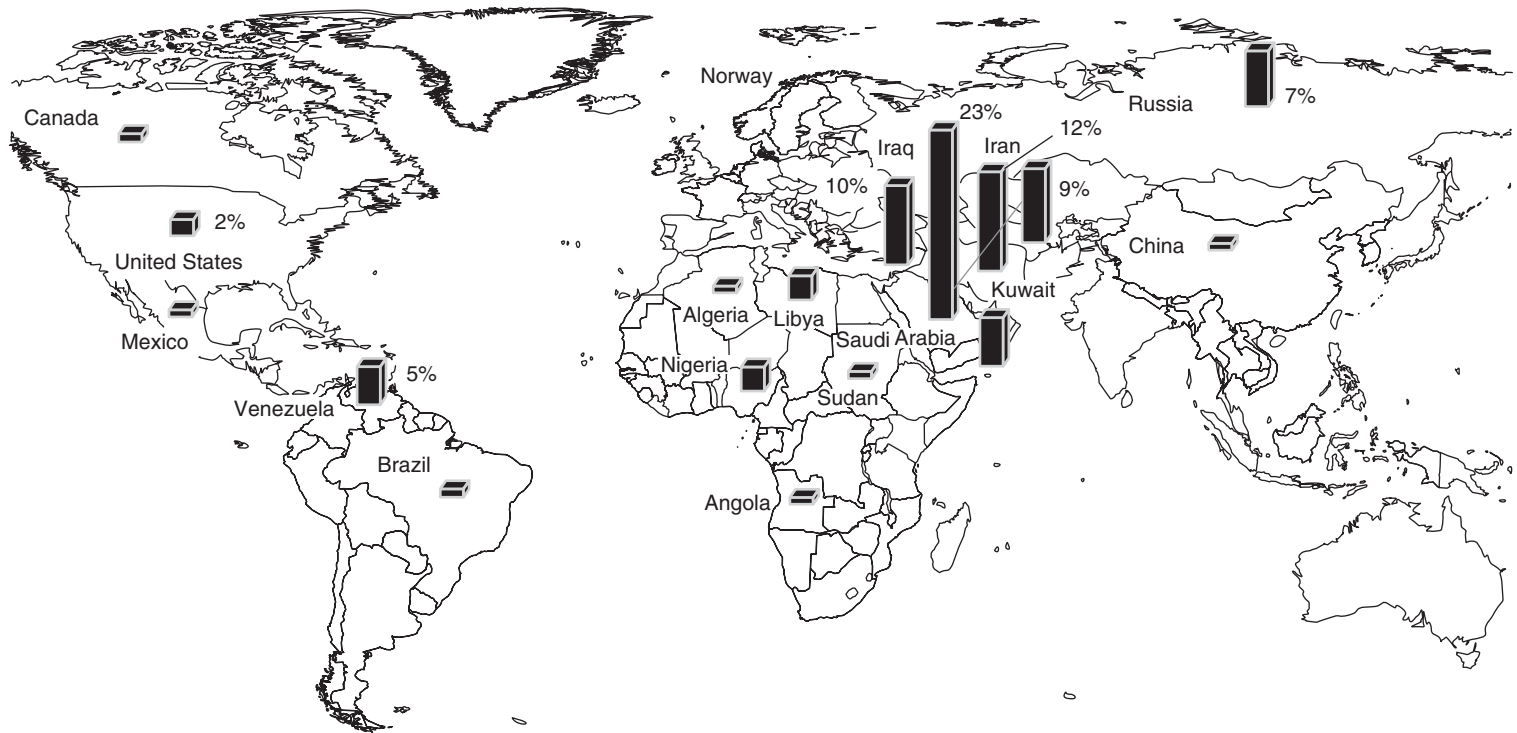 Norway
Canada
Russia
7%
23%
12%
Iraq
Iran
10%
9%
2%
China
United States
Kuwait
Algeria
Libya
Mexico
Saudi Arabia
Nigeria
5%
Sudan
Venezuela
Brazil
Angola